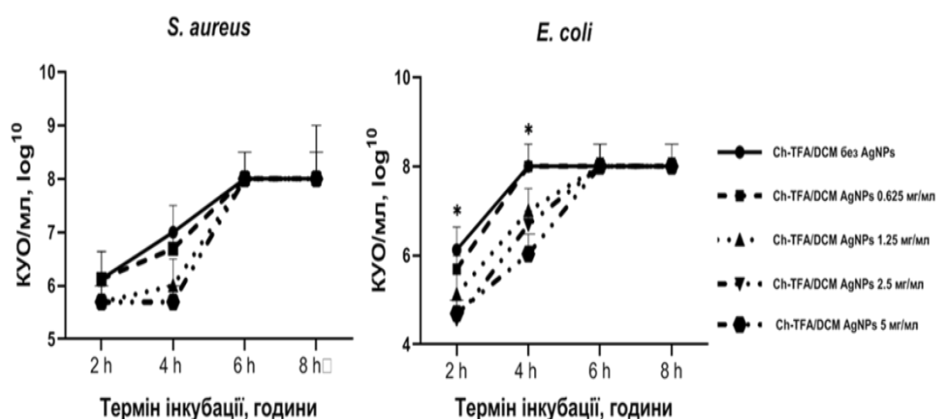 S. aureus
КУО/мл, log10
10
9
8
7
6
5
2 h 4 h 6 h 8 h□
Термін інкубації, години
E. coli
КУО/мл, log10
10
8
6
4
*
*
2 h 4 h 6 h 8 h
Термін інкубації, години
Ch-TFA/DCM без AgNPs
Ch-TFA/DCM AgNPs 0.625 мг/мл
Ch-TFA/DCM AgNPs 1.25 мг/мл
Ch-TFA/DCM AgNPs 2.5 мг/мл
Ch-TFA/DCM AgNPs 5 мг/мл